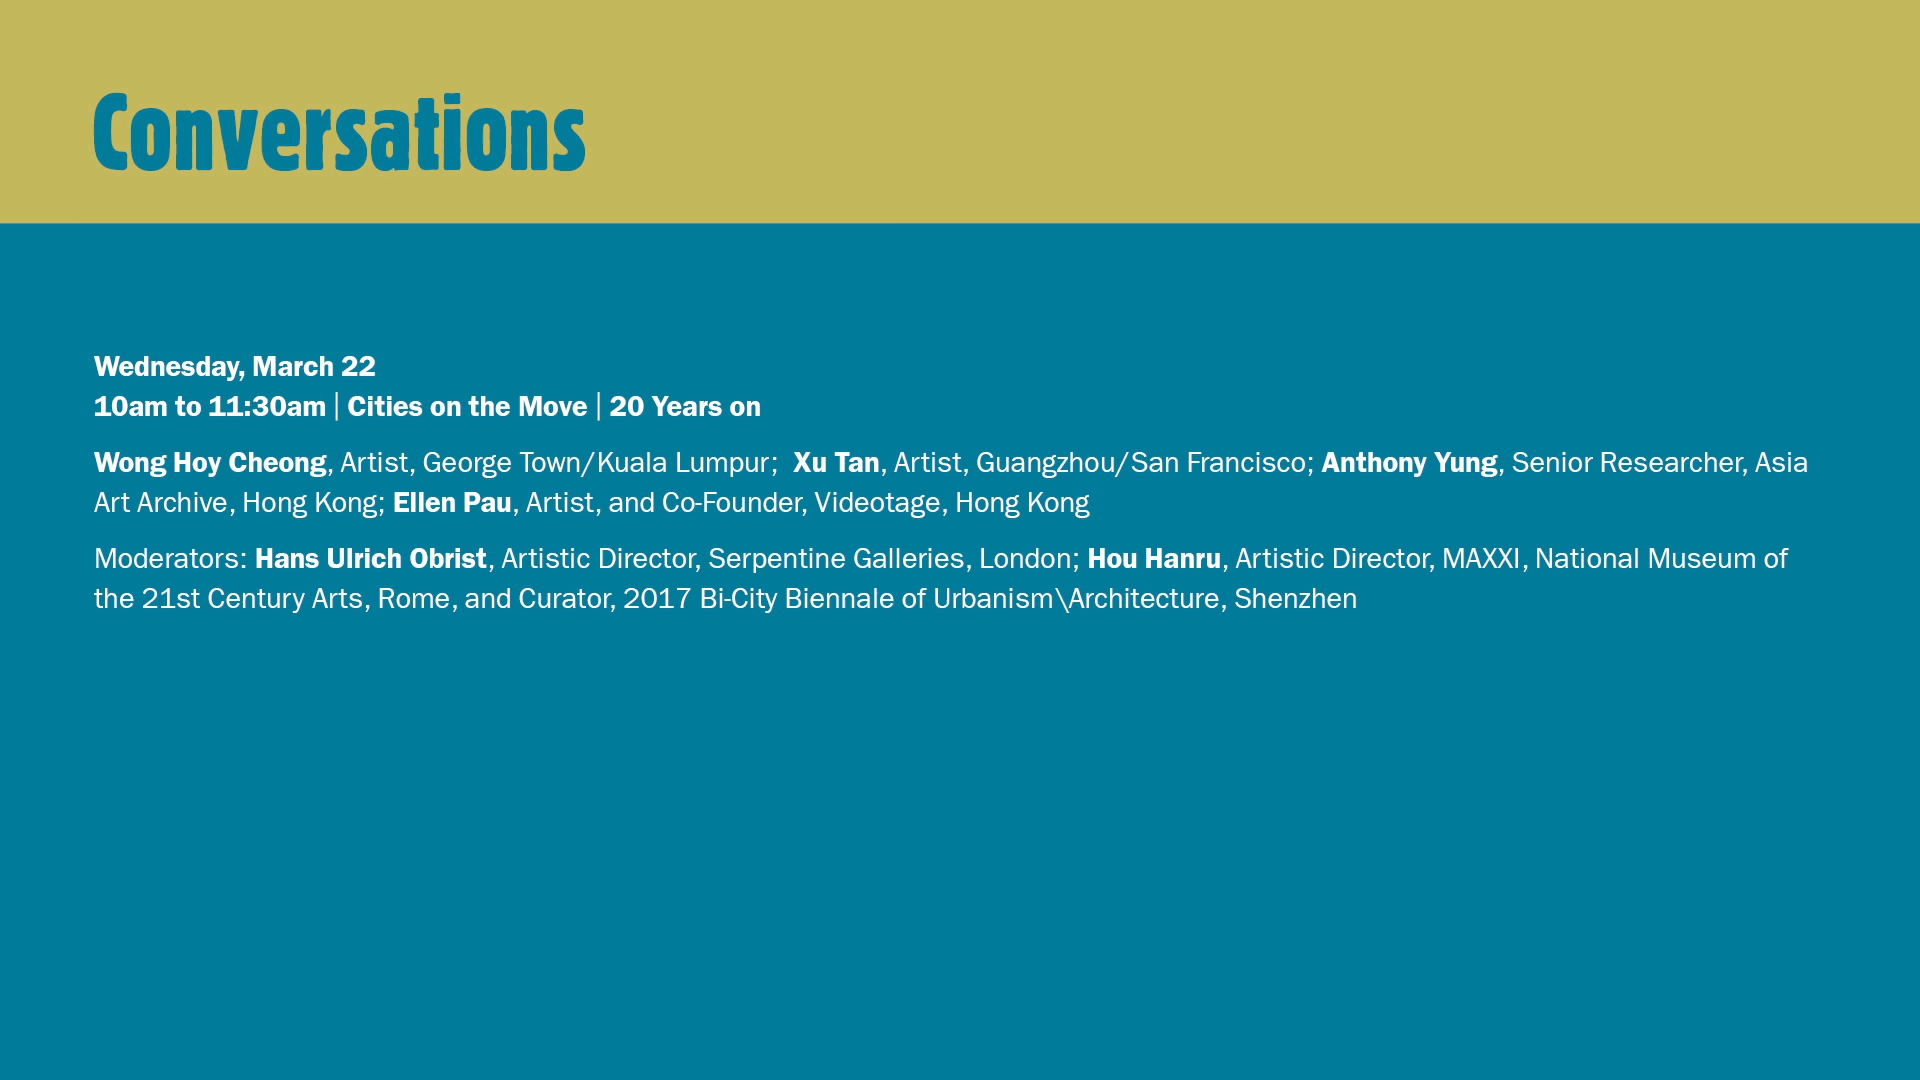 Conversations
Wednesday, March 22
10am to 11:30am | Cities on the Move | 20 Years on
Wong Hoy Cheong, Artist, George Town/Kuala Lumpur;  Xu Tan, Artist, Guangzhou/San Francisco; Anthony Yung, Senior Researcher, Asia
Art Archive, Hong Kong; Ellen Pau, Artist, and Co-Founder, Videotage, Hong Kong
Moderators: Hans Ulrich Obrist, Artistic Director, Serpentine Galleries, London; Hou Hanru, Artistic Director, MAXXI, National Museum of
the 21st Century Arts, Rome, and Curator, 2017 Bi-City Biennale of Urbanism\Architecture, Shenzhen